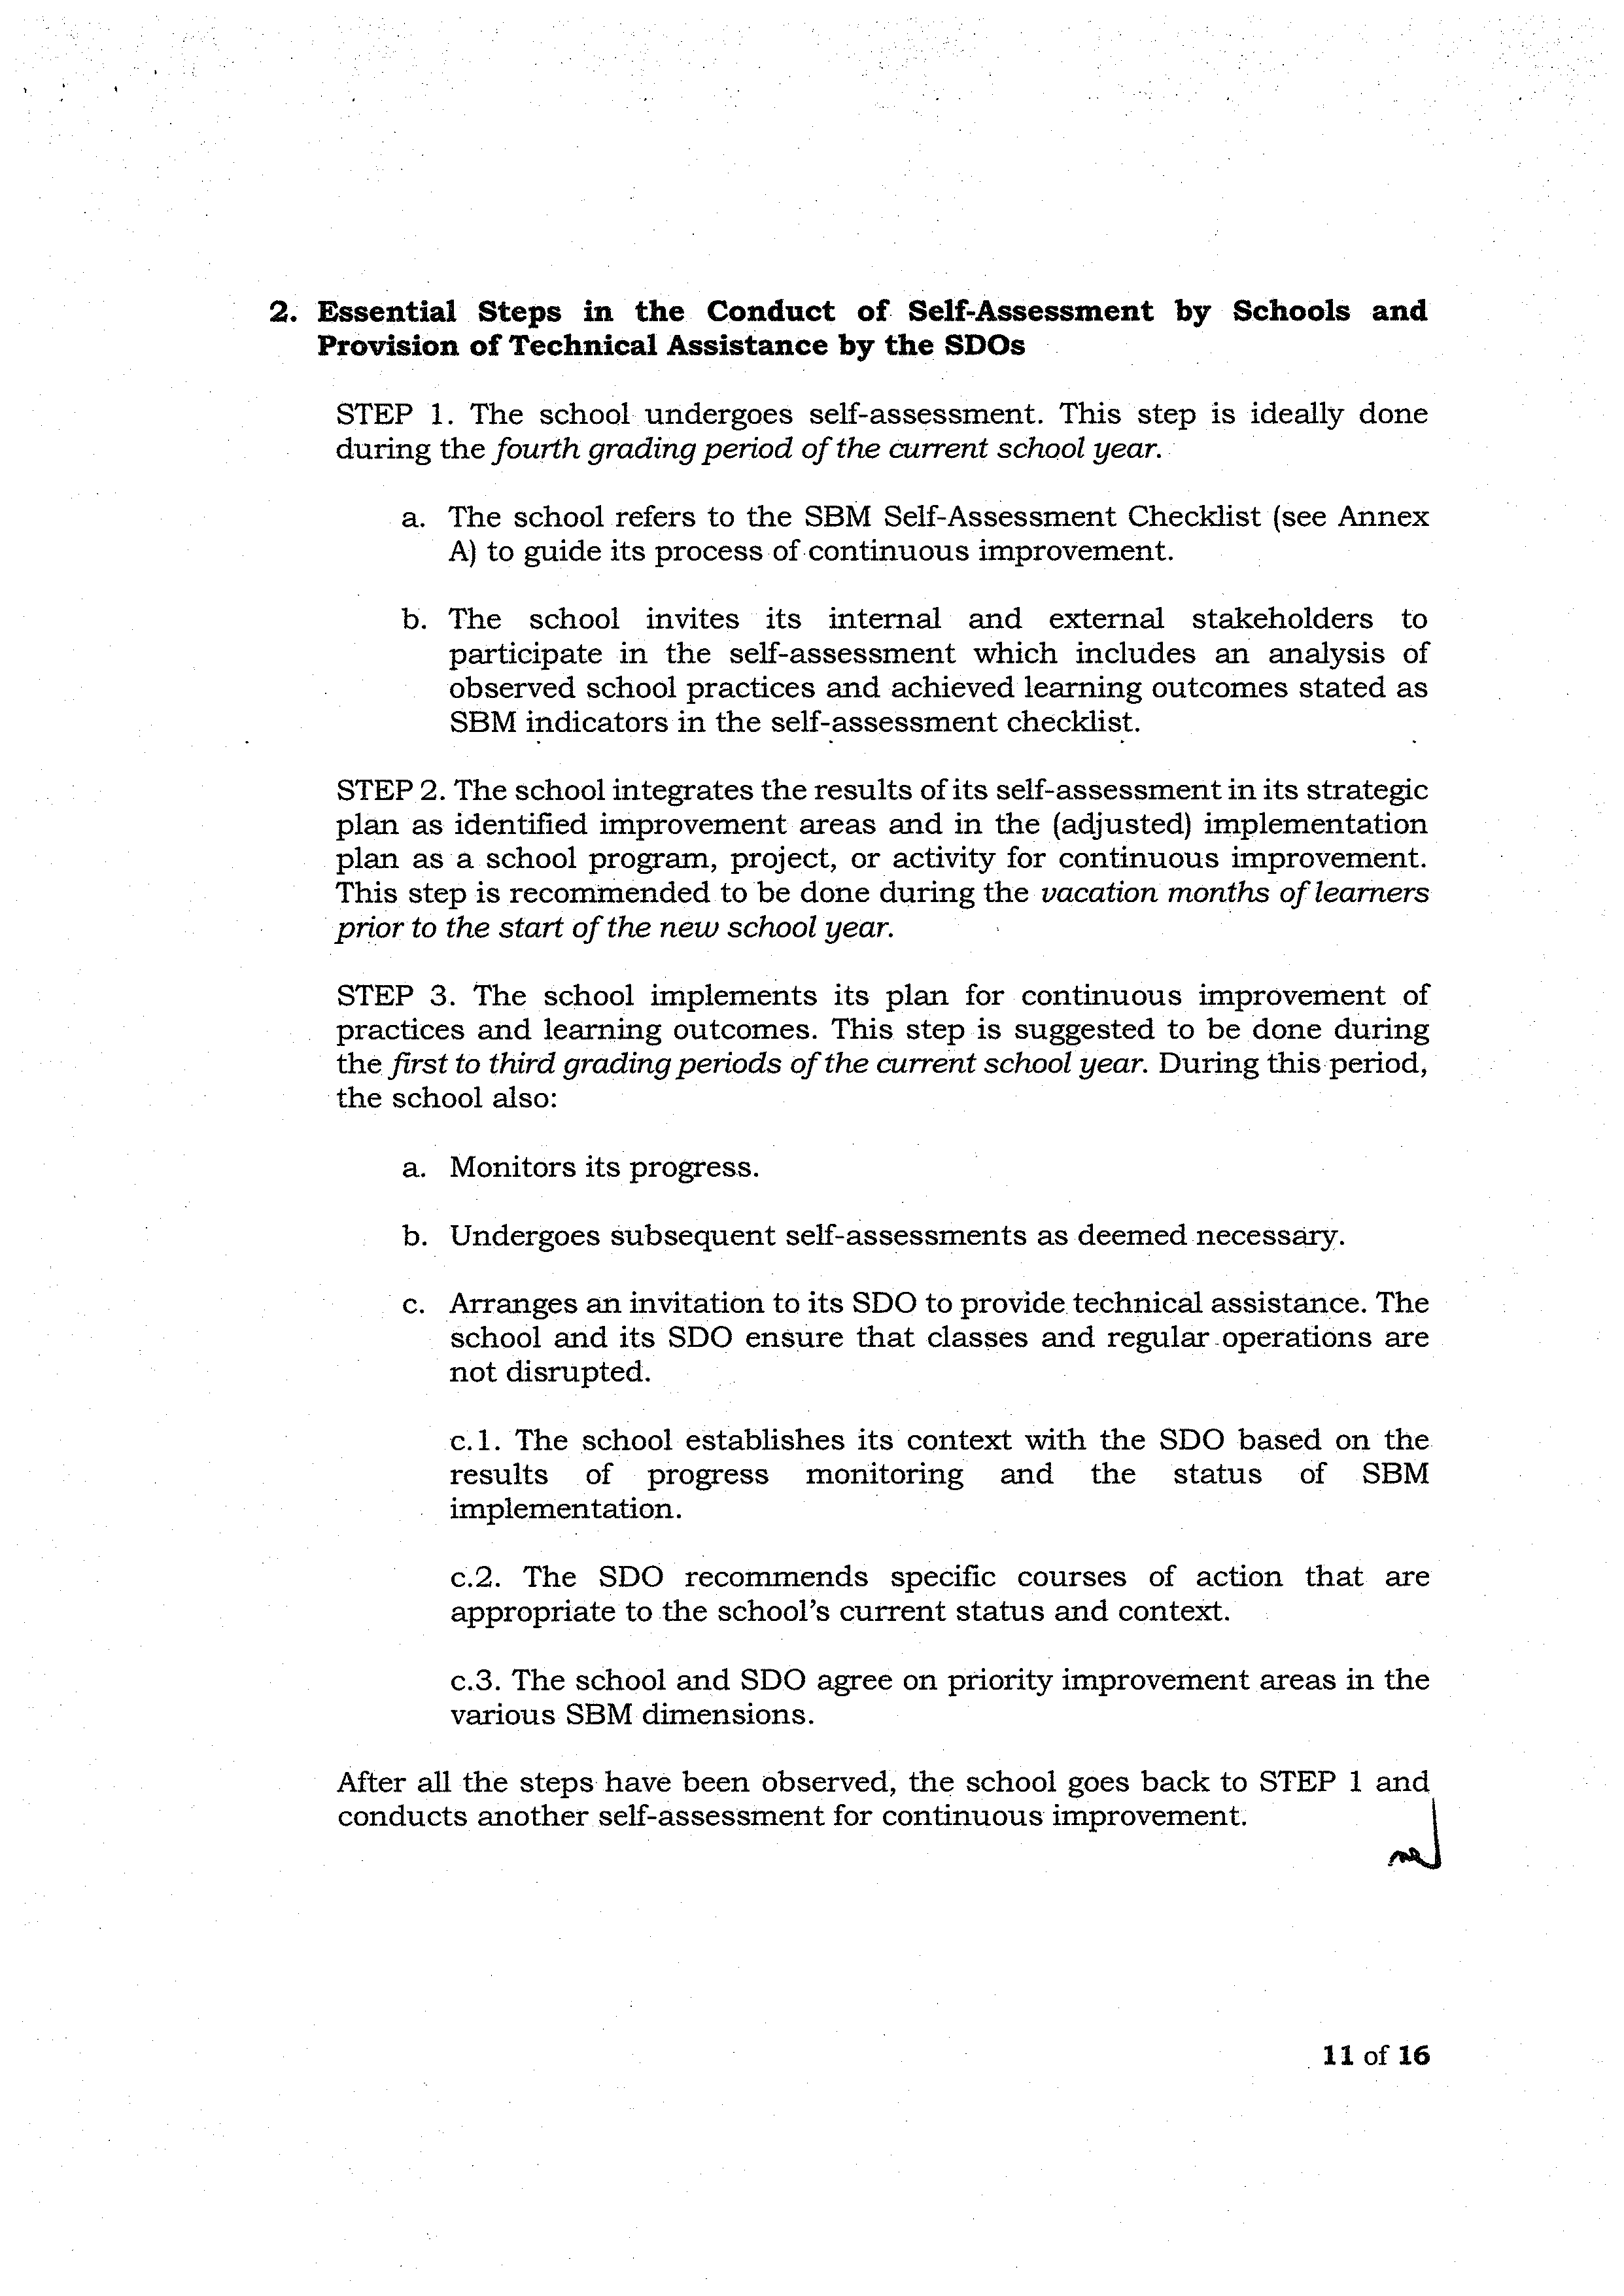 2. Essential Steps in the Conduct of Self-Assessment by Schools and
Provision of Technical Assistance by the SDOs
STEP 1. The school undergoes self-assessment. This step is ideally done
during the fourth grading period of the current school year.
a. The school refers to the SBM Self-Assessment Checklist (see Annex
A) to guide its process of continuous improvement.
b. The school invites its internal and external stakeholders to
participate in the self-assessment which includes an analysis of
observed school practices and achieved learning outcomes stated as
SBM indicators in the self-assessment checklist.
STEP 2. The school integrates the results of its self-assessment in its strategic
plan as identified improvement areas and in the (adjusted) implementation
plan as a school program, project, or activity for continuous improvement.
This step is recommended to be done during the vacation months of learners
prior to the start of the new school year.
STEP 3. The school implements its plan for continuous improvement of
practices and learning outcomes. This step is suggested to be done during
the first to third grading periods of the current school year. During this period,
the school also:
a. Monitors its progress.
b. Undergoes subsequent self-assessments as deemed necessary.
c. Arranges an invitation to its SDO to provide technical assistance. The
school and its SDO ensure that classes and regular operations are
not disrupted.
c.1. The school establishes its context with the SDO based on the
results of progress monitoring and the status of SBM
implementation.
c.2. The SDO recommends specific courses of action that are
appropriate to the school's current status and context.
c.3. The school and SDO agree on priority improvement areas in the
various SBM dimensions.
After all the steps have been observed, the school goes back to STEP 1 and
conducts another self-assessment for continuous improvement.
11 of 16